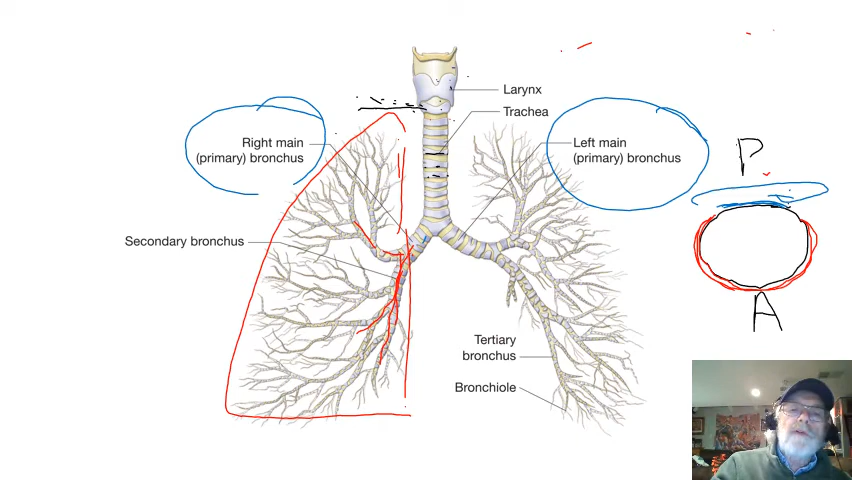 Larynx
Trachea
Right main
(primary) bronchus
Left main
(primary) bronchus
P
Secondary bronchus
A
Tertiary
bronchus
Bronchiole